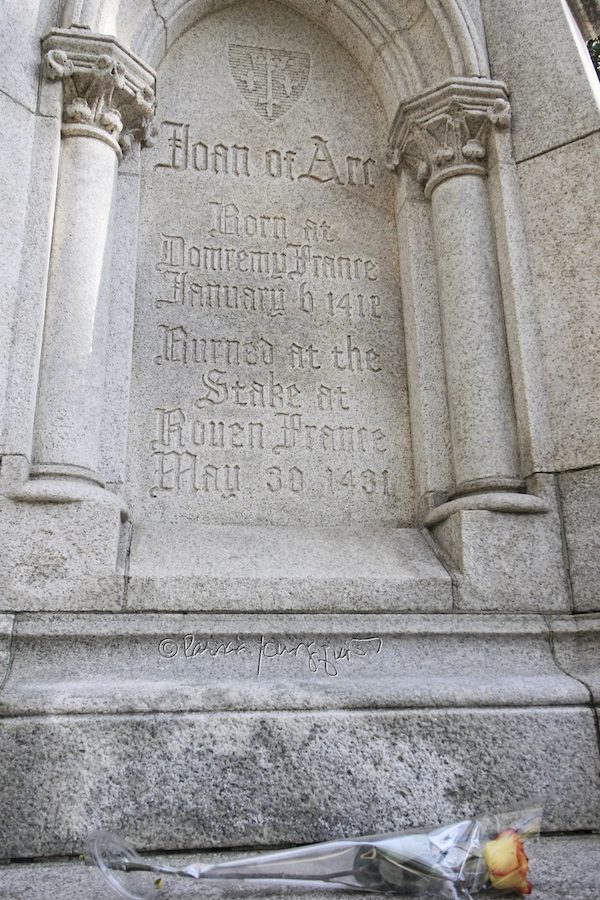 Joan of Arc
Born at
Domremy France
January 6 1412
Burned at the
Stake at
Rouen France
May 30 1431
©